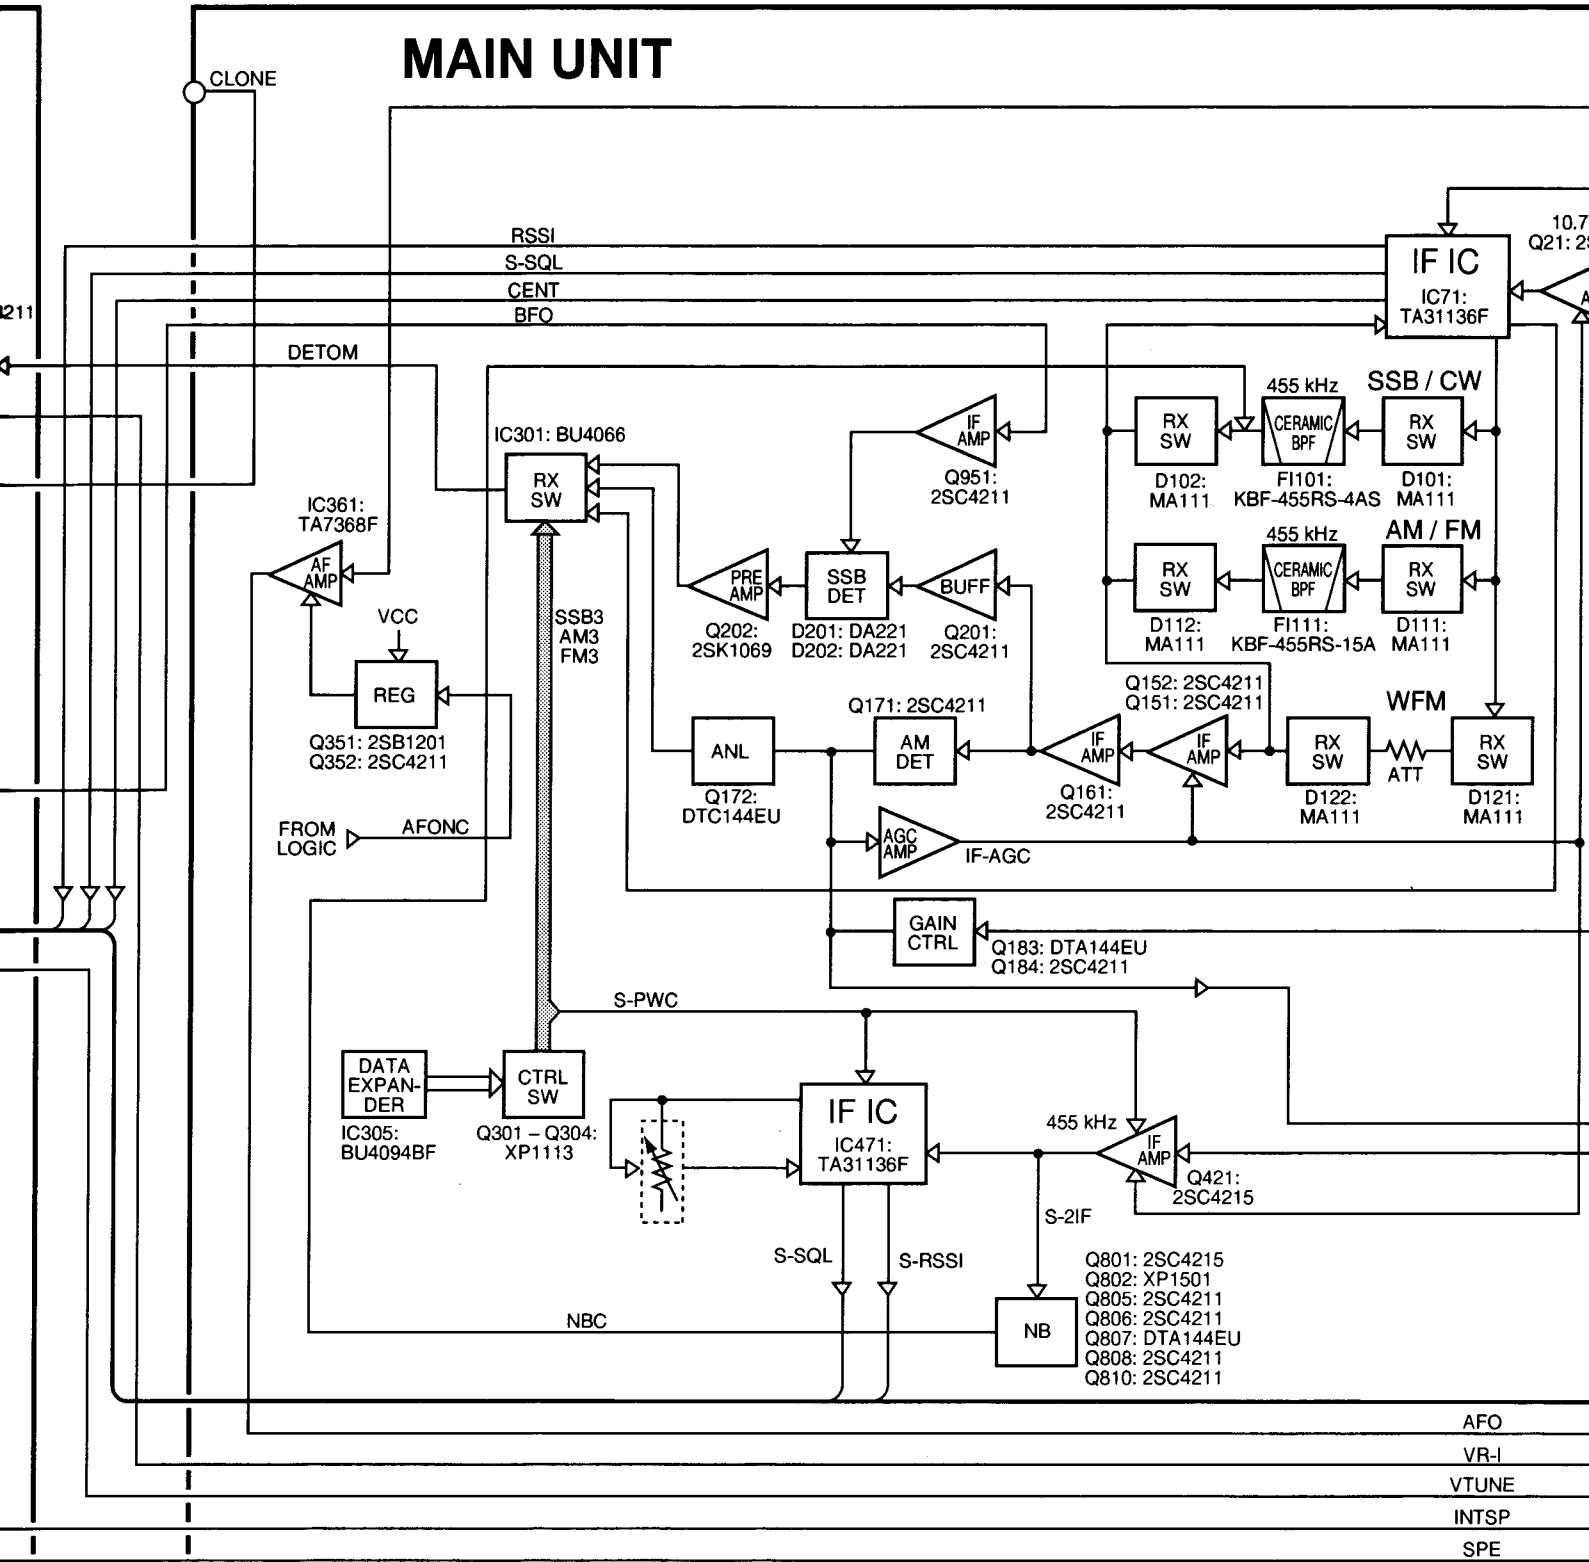 MAIN UNIT
CLONE
10.7
Q21: 2S
RSSI
S-SQL
CENT
BFO
IF IC
IC71:
TA31136F
A
4211
DETOM
455 kHz
SSB / CW
RX
SW
CERAMIC
BPF
RX
SW
D102:
MA111
FI101:
KBF-455RS-4AS
D101:
MA111
IF
AMP
Q951:
2SC4211
IC301: BU4066
RX
SW
IC361:
TA7368F
AF
AMP
455 kHz
AM / FM
RX
SW
CERAMIC
BPF
RX
SW
D112:
MA111
FI111:
KBF-455RS-15A
D111:
MA111
PRE
AMP
Q202:
2SK1069
SSB
DET
D201: DA221
D202: DA221
BUFF
Q201:
2SC4211
VCC
REG
Q351: 2SB1201
Q352: 2SC4211
SSB3
AM3
FM3
Q152: 2SC4211
Q151: 2SC4211
WFM
Q171: 2SC4211
ANL
Q172:
DTC144EU
AM
DET
IF
AMP
Q161:
2SC4211
IF
AMP
RX
SW
D122:
MA111
ATT
RX
SW
D121:
MA111
FROM
LOGIC
AFONC
AGC
AMP
IF-AGC
GAIN
CTRL
Q183: DTA144EU
Q184: 2SC4211
S-PWC
DATA
EXPAN-
DER
IC305:
BU4094BF
CTRL
SW
Q301 – Q304:
XP1113
IF IC
IC471:
TA31136F
455 kHz
IF
AMP
Q421:
2SC4215
S-2IF
S-SQL
S-RSSI
NBC
NB
Q801: 2SC4215
Q802: XP1501
Q805: 2SC4211
Q806: 2SC4211
Q807: DTA144EU
Q808: 2SC4211
Q810: 2SC4211
AFO
VR-I
VTUNE
INTSP
SPE